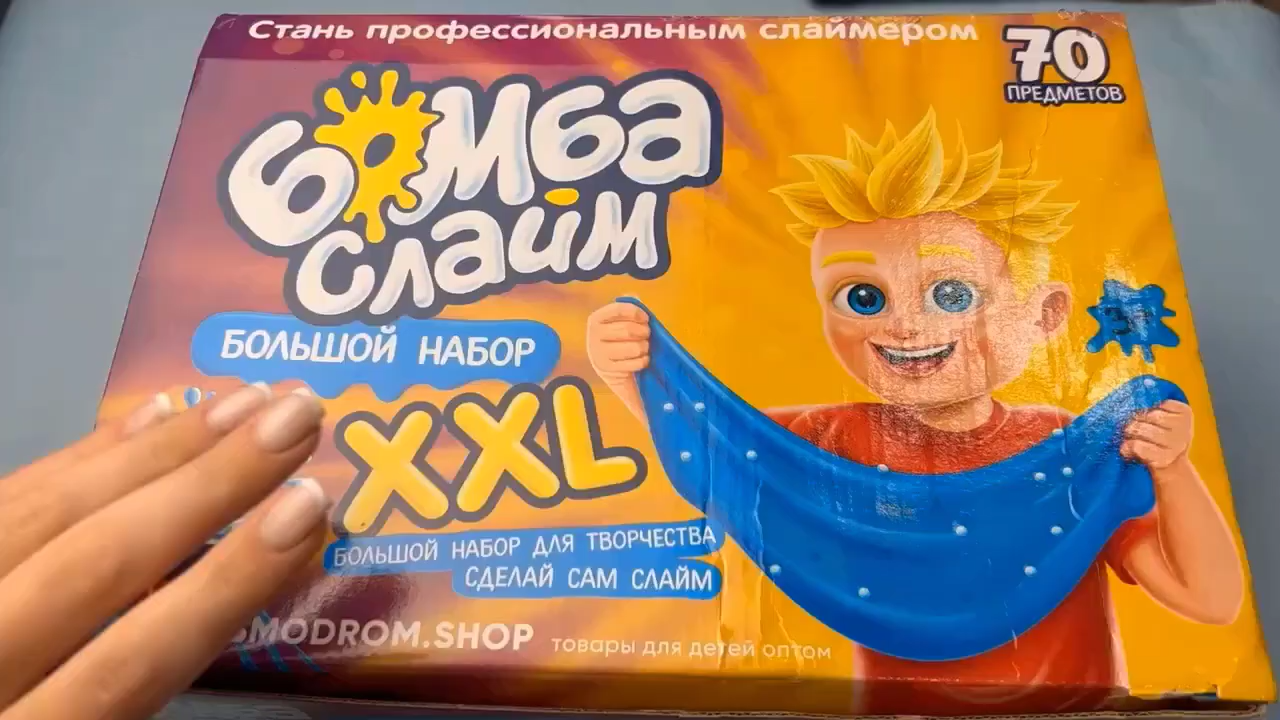 Стань профессиональным слаймером
70
ПРЕДМЕТОВ
бомба
слайм
БОЛЬШОЙ НАБОР
XXL
БОЛЬШОЙ НАБОР ДЛЯ ТВОРЧЕСТВА
СДЕЛАЙ САМ СЛАЙМ
SMODROM.SHOP товары для детей оптом